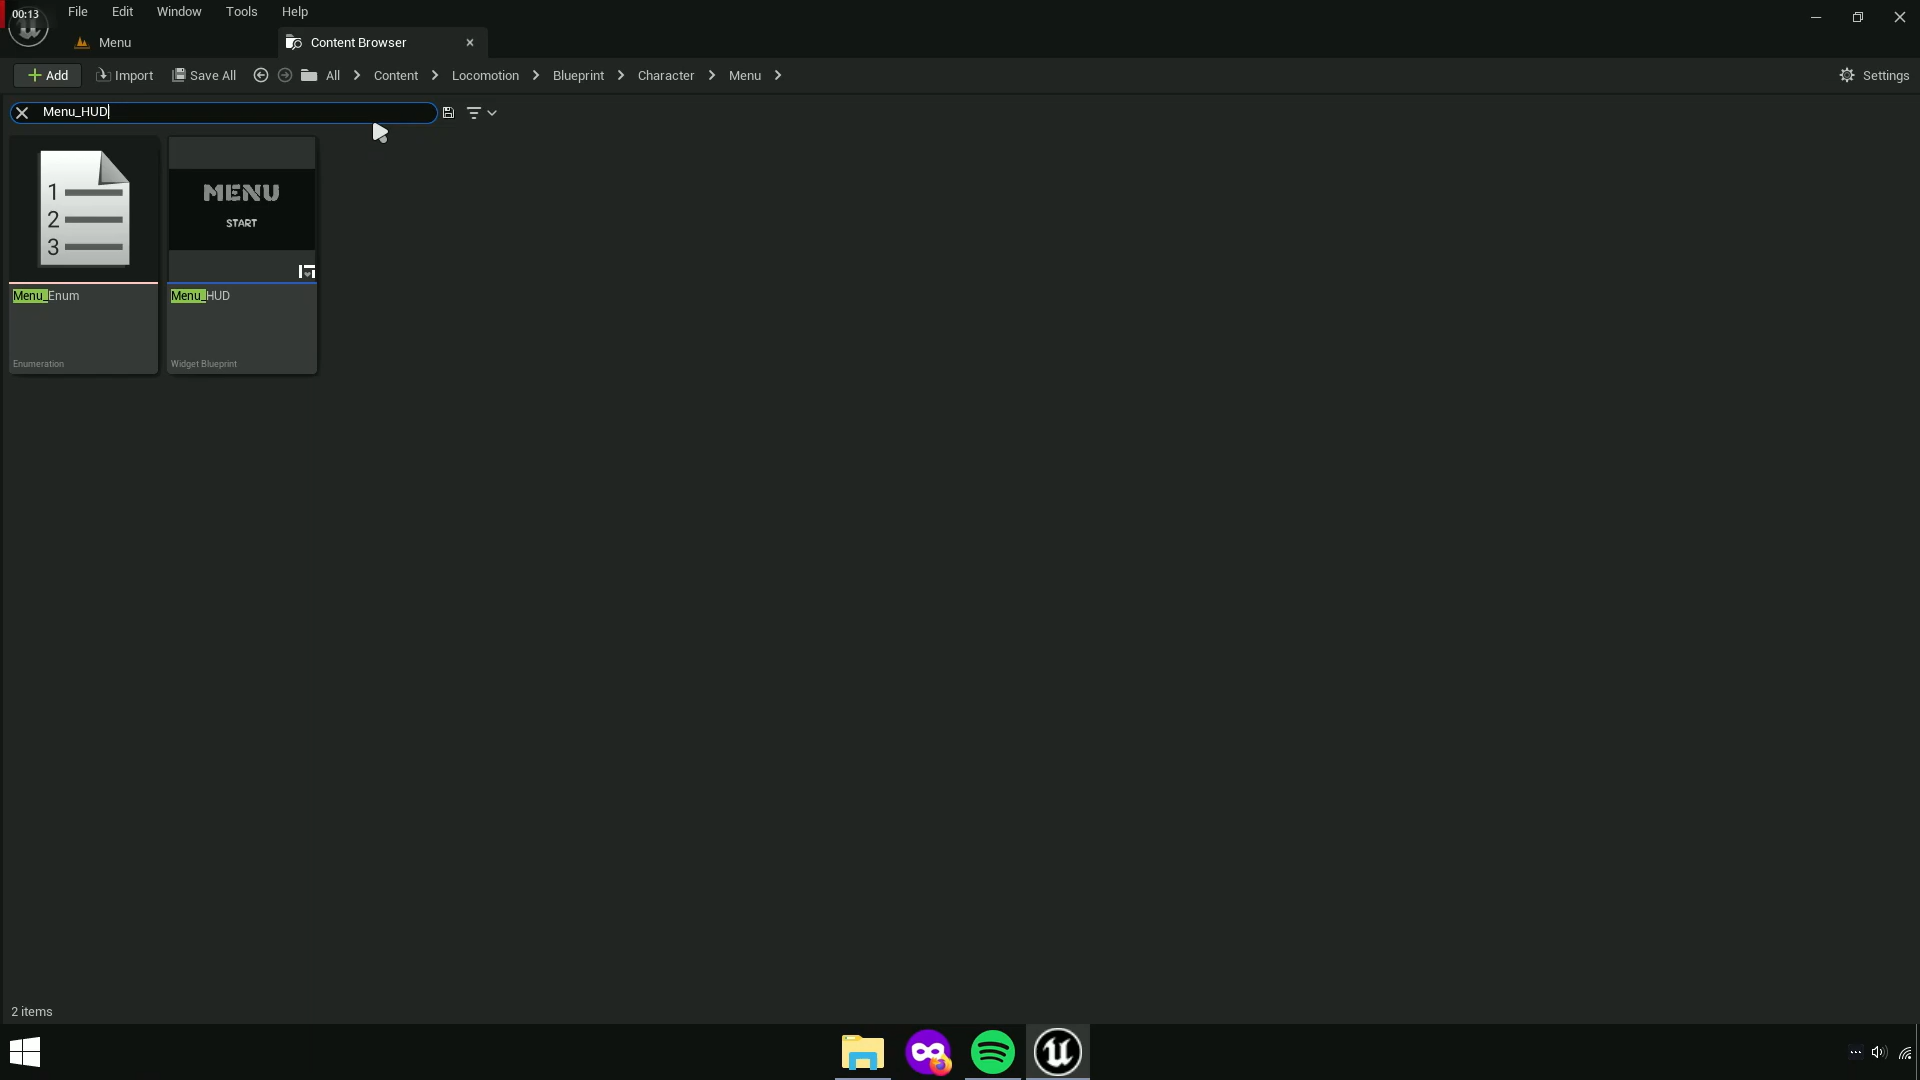 00:13
File Edit Window Tools Help
Menu Content Browser
Add Import Save All All Content Locomotion Blueprint Character Menu Settings
Menu_HUD
1
2
3
MENU
START
Menu_Enum
Menu_HUD
Enumeration
Widget Blueprint
2 items